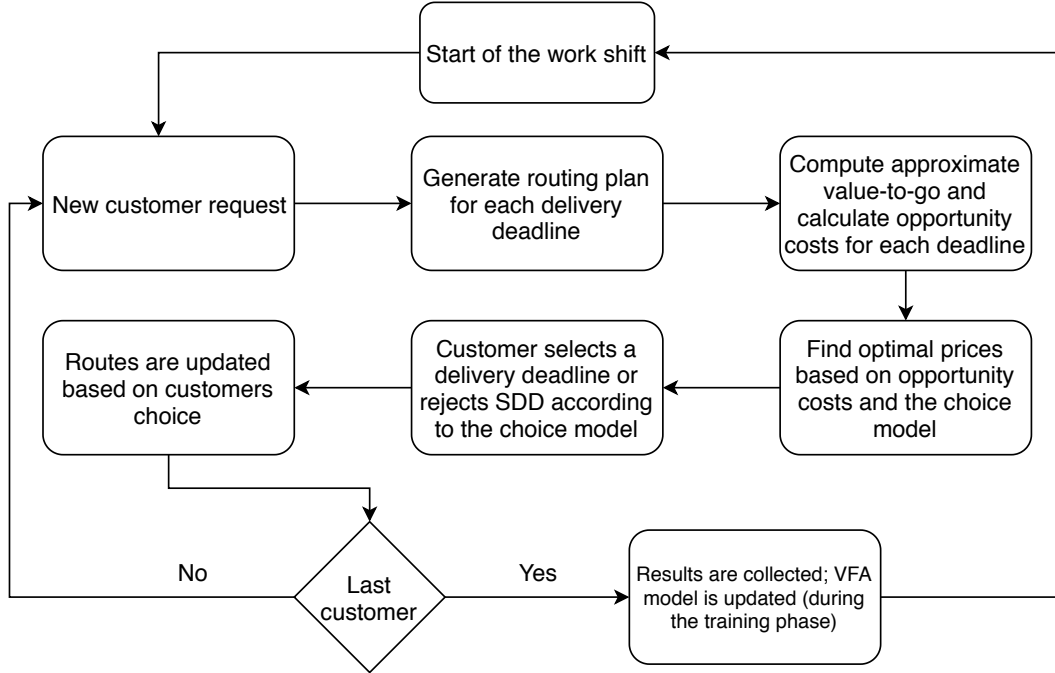 Start of the work shift
New customer request
Generate routing plan
for each delivery
deadline
Compute approximate
value-to-go and
calculate opportunity
costs for each deadline
Routes are updated
based on customers
choice
Customer selects a
delivery deadline or
rejects SDD according
to the choice model
Find optimal prices
based on opportunity
costs and the choice
model
No
Last
customer
Yes
Results are collected; VFA
model is updated (during
the training phase)